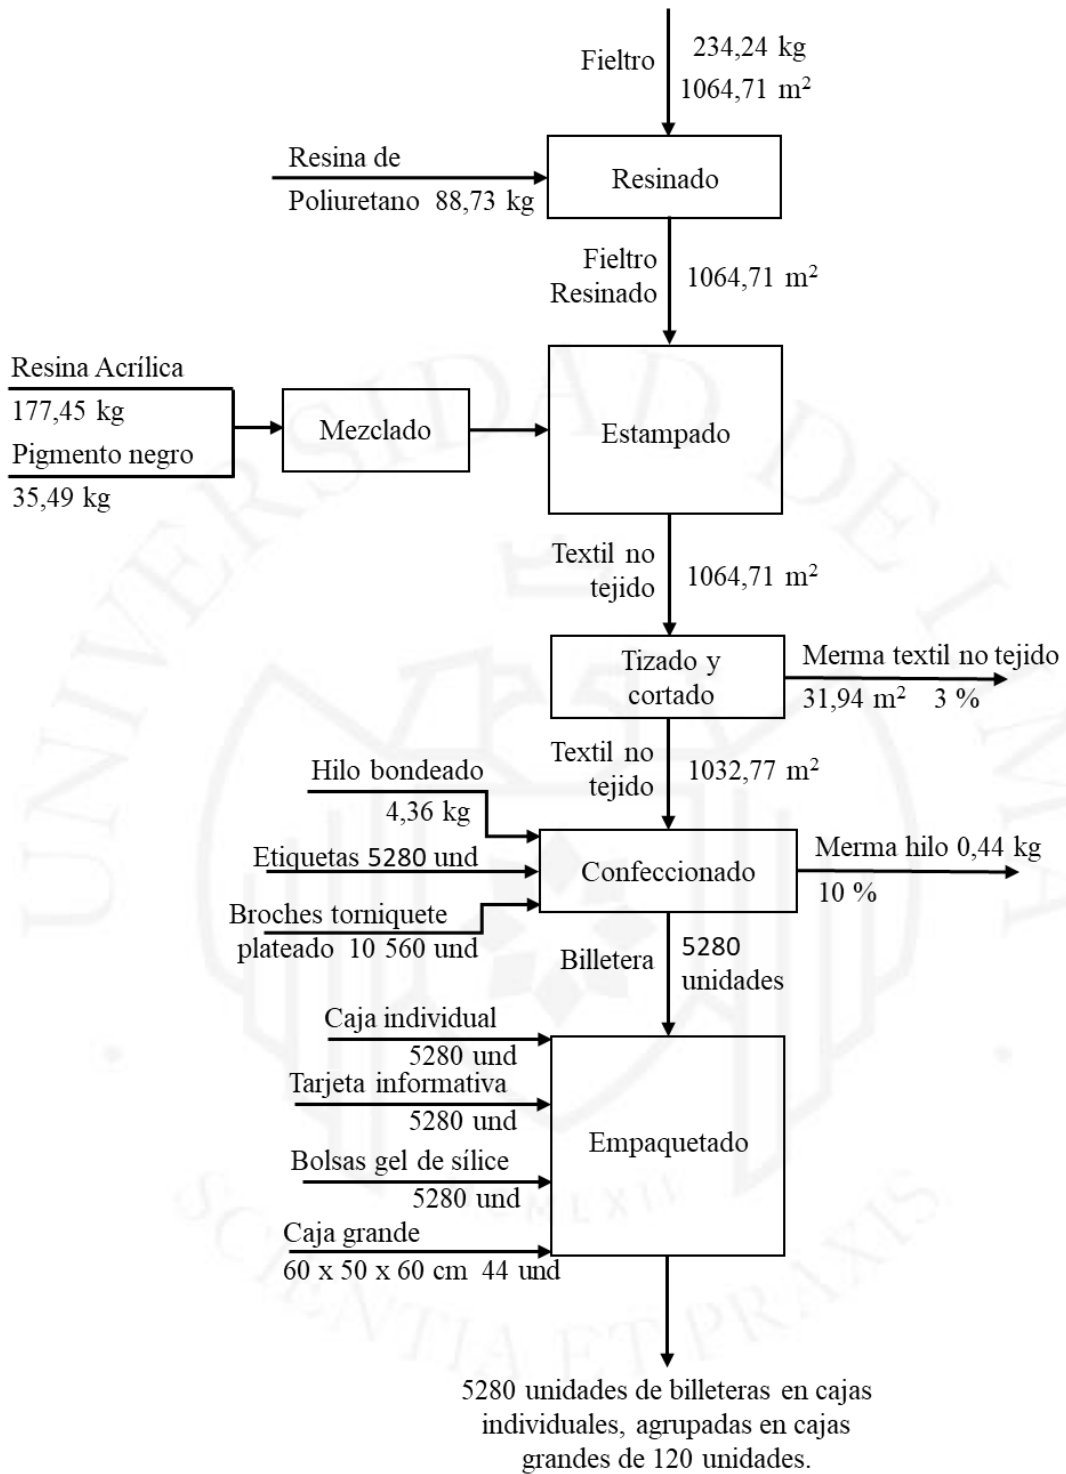 Fieltro
234,24 kg
1064,71 m²
Resina de
Poliuretano 88,73 kg
Resinado
Fieltro
Resinado
1064,71 m²
Resina Acrílica
177,45 kg
Pigmento negro
35,49 kg
Mezclado
Estampado
Textil no
tejido
1064,71 m²
Tizado y
cortado
Merma textil no tejido
31,94 m² 3 %
Textil no
tejido
1032,77 m²
Hilo bondeado
4,36 kg
Etiquetas 5280 und
Broches torniquete
plateado 10 560 und
Confeccionado
Merma hilo 0,44 kg
10 %
Billetera
5280
unidades
Caja individual
5280 und
Tarjeta informativa
5280 und
Bolsas gel de sílice
5280 und
Caja grande
60 x 50 x 60 cm 44 und
Empaquetado
5280 unidades de billeteras en cajas
individuales, agrupadas en cajas
grandes de 120 unidades.
UNIVERSIDAD DE LIMA
SCIENTIA ET PRAXIS